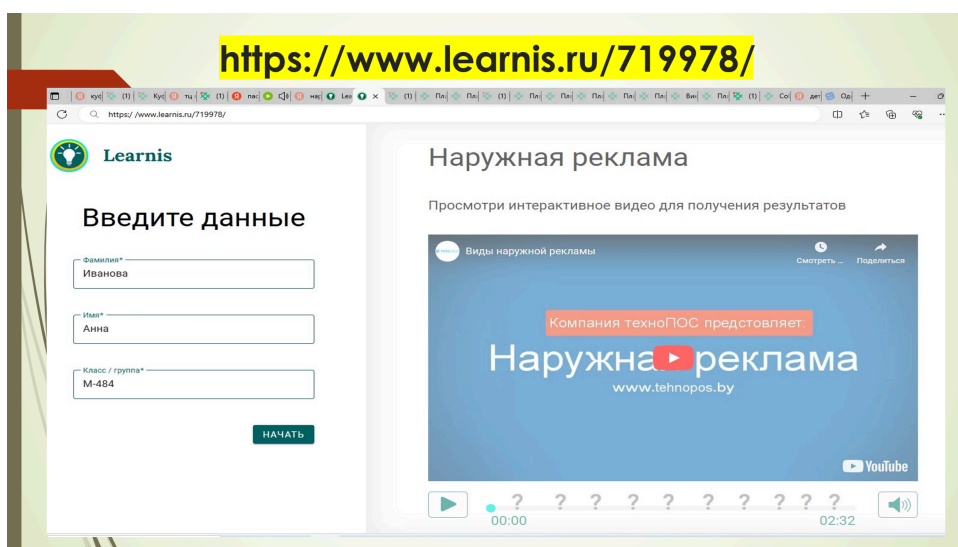 https://www.learnis.ru/719978/
https://www.learnis.ru/719978/
Learnis
Введите данные
Фамилия*
Иванова
Имя*
Анна
Класс / группа*
М-484
НАЧАТЬ
Наружная реклама
Просмотри интерактивное видео для получения результатов
Виды наружной рекламы
Смотреть ...
Поделиться
Компания техноПОС предстовляет:
Наружна реклама
www.tehnopos.by
YouTube
? ? ? ? ? ? ? ? ? ?
00:00
02:32